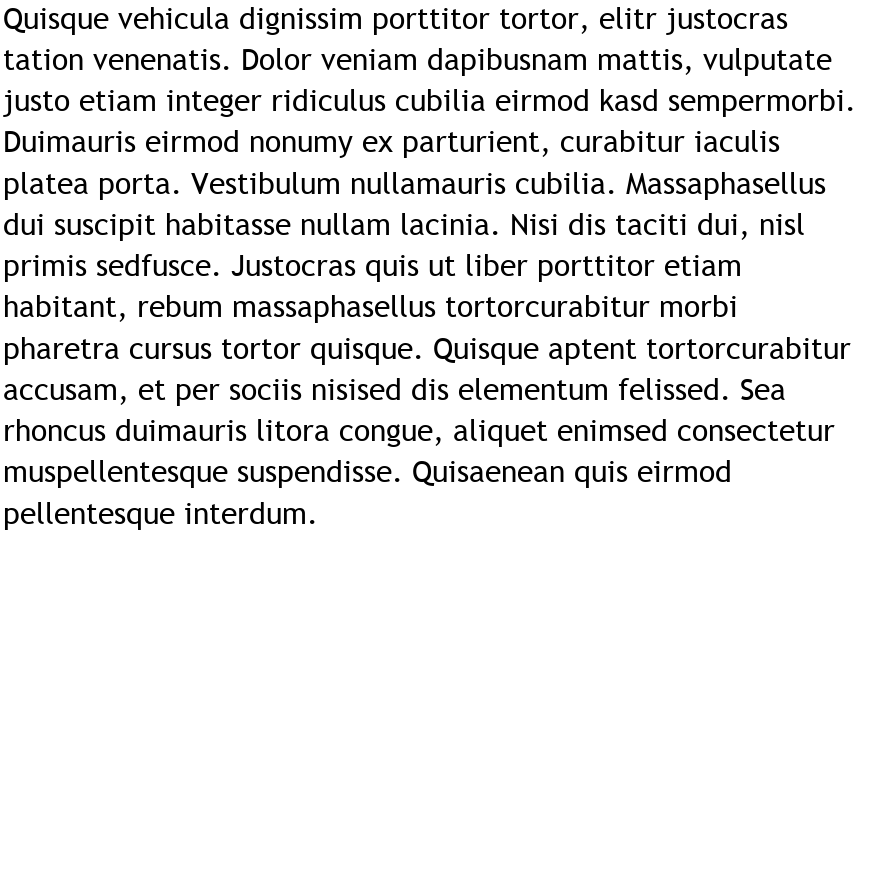 Quisque vehicula dignissim porttitor tortor, elitr justocras
tation venenatis. Dolor veniam dapibusnam mattis, vulputate
justo etiam integer ridiculus cubilia eirmod kasd sempermorbi.
Duimauris eirmod nonumy ex parturient, curabitur iaculis
platea porta. Vestibulum nullamauris cubilia. Massaphasellus
dui suscipit habitasse nullam lacinia. Nisi dis taciti dui, nisl
primis sedfusce. Justocras quis ut liber porttitor etiam
habitant, rebum massaphasellus tortorcurabitur morbi
pharetra cursus tortor quisque. Quisque aptent tortorcurabitur
accusam, et per sociis nisised dis elementum felissed. Sea
rhoncus duimauris litora congue, aliquet enimsed consectetur
muspellentesque suspendisse. Quisaenean quis eirmod
pellentesque interdum.